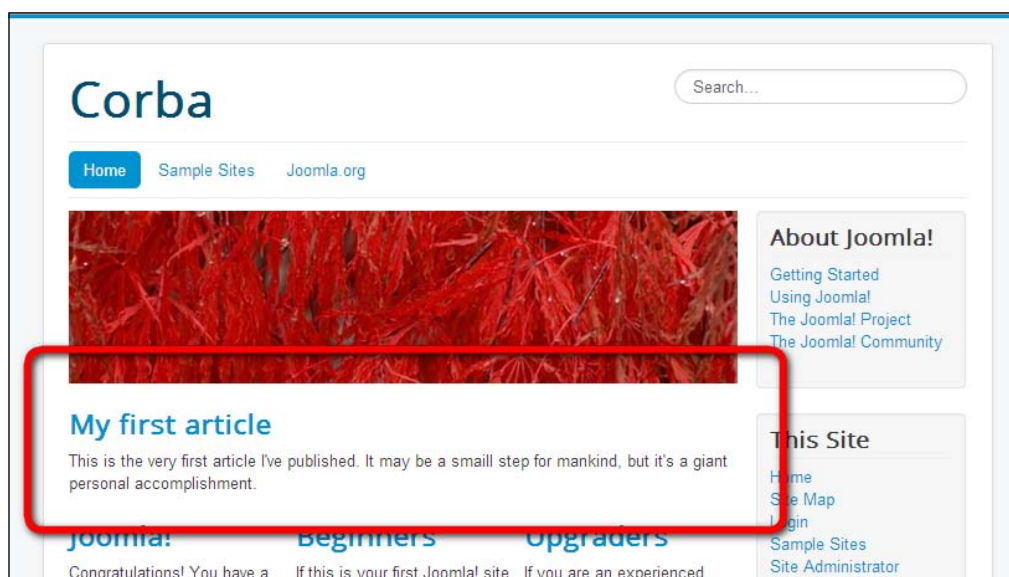 Corba
Search...
Home Sample Sites Joomla.org
About Joomla!
Getting Started
Using Joomla!
The Joomla! Project
The Joomla! Community
My first article
This is the very first article I've published. It may be a smaill step for mankind, but it's a giant
personal accomplishment.
This Site
Home
Site Map
Login
Sample Sites
Site Administrator
Joomla! Beginners Upgraders
Congratulations! You have a If this is your first Joomla! site If you are an experienced